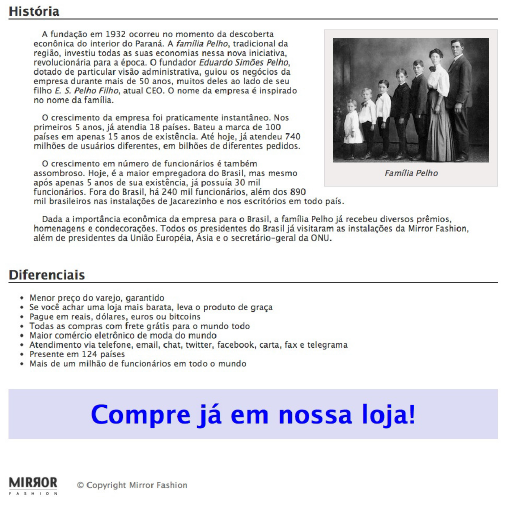 História
A fundação em 1932 ocorreu no momento da descoberta
econônica do interior do Paraná. A família Pelho, tradicional da
região, investiu todas as suas economias nessa nova iniciativa,
revolucionária para a época. O fundador Eduardo Simões Pelho,
dotado de particular visão administrativa, guiou os negócios da
empresa durante mais de 50 anos, muitos deles ao lado de seu
filho E. S. Pelho Filho, atual CEO. O nome da empresa é inspirado
no nome da família.
Família Pelho
O crescimento da empresa foi praticamente instantâneo. Nos
primeiros 5 anos, já atendia 18 países. Bateu a marca de 100
países em apenas 15 anos de existência. Até hoje, já atendeu 740
milhões de usuários diferentes, em bilhões de diferentes pedidos.
O crescimento em número de funcionários é também
assombroso. Hoje, é a maior empregadora do Brasil, mas mesmo
após apenas 5 anos de sua existência, já possuía 30 mil
funcionários. Fora do Brasil, há 240 mil funcionários, além dos 890
mil brasileiros nas instalações de Jacarezinho e nos escritórios em todo país.
Dada a importância econômica da empresa para o Brasil, a família Pelho já recebeu diversos prêmios,
homenagens e condecorações. Todos os presidentes do Brasil já visitaram as instalações da Mirror Fashion,
além de presidentes da União Européia, Ásia e o secretário-geral da ONU.
Diferenciais
• Menor preço do varejo, garantido
• Se você achar uma loja mais barata, leva o produto de graça
• Pague em reais, dólares, euros ou bitcoins
• Todas as compras com frete grátis para o mundo todo
• Maior comércio eletrônico de moda do mundo
• Atendimento via telefone, email, chat, twitter, facebook, carta, fax e telegrama
• Presente em 124 países
• Mais de um milhão de funcionários em todo o mundo
Compre já em nossa loja!
MIRROR
FASHION
© Copyright Mirror Fashion